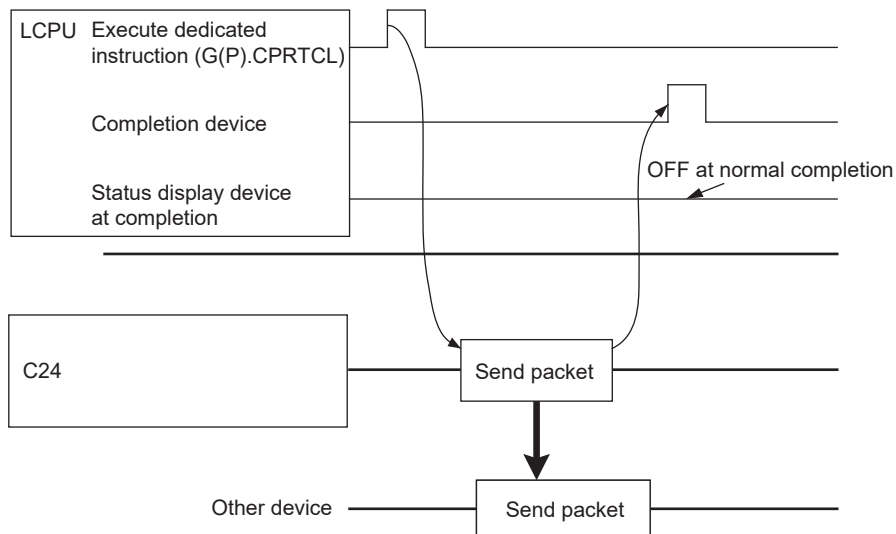 LCPU Execute dedicated
instruction (G(P).CPRTCL)
Completion device
OFF at normal completion
Status display device
at completion
C24
Send packet
Other device
Send packet